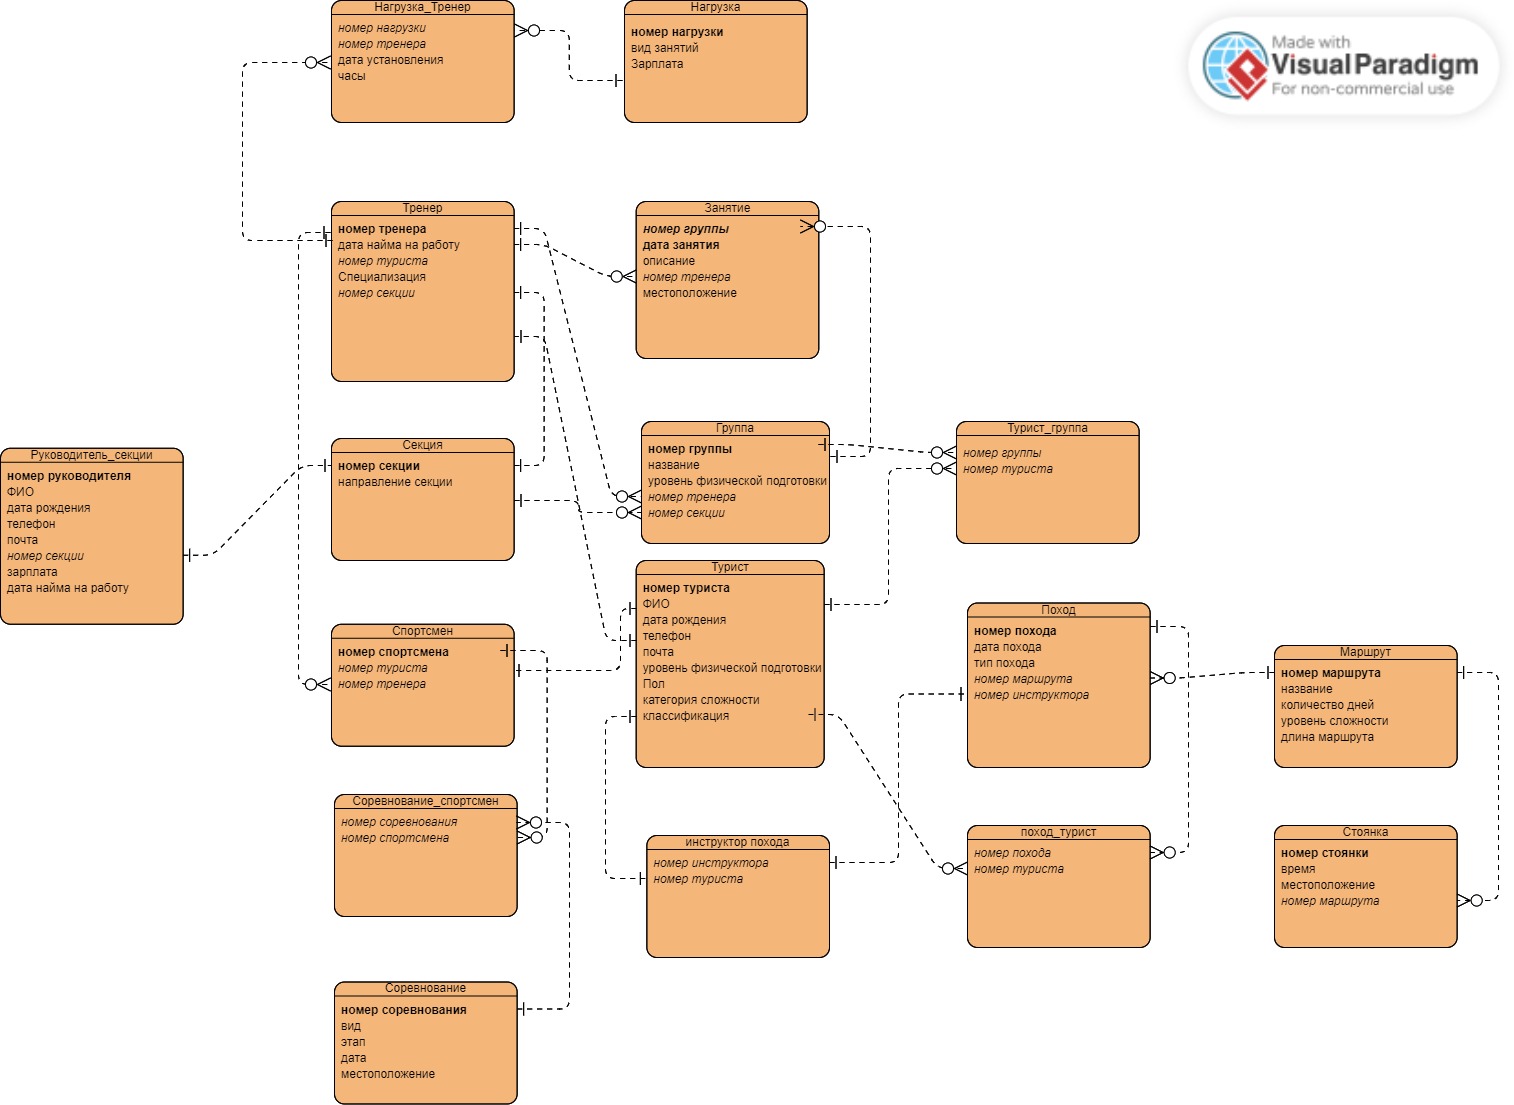 Нагрузка_Тренер
номер нагрузки
номер тренера
дата установления
часы
Нагрузка
номер нагрузки
вид занятий
Зарплата
Made with
Visual Paradigm
For non-commercial use
Тренер
номер тренера
дата найма на работу
номер туриста
Специализация
номер секции
Занятие
номер группы
дата занятия
описание
номер тренера
местоположение
Руководитель_секции
номер руководителя
ФИО
дата рождения
телефон
почта
номер секции
зарплата
дата найма на работу
Секция
номер секции
направление секции
Группа
номер группы
название
уровень физической подготовки
номер тренера
номер секции
Турист_группа
номер группы
номер туриста
Спортсмен
номер спортсмена
номер туриста
номер тренера
Турист
номер туриста
ФИО
дата рождения
телефон
почта
уровень физической подготовки
Пол
категория сложности
классификация
Поход
номер похода
дата похода
тип похода
номер маршрута
номер инструктора
Маршрут
номер маршрута
название
количество дней
уровень сложности
длина маршрута
Соревнование_спортсмен
номер соревнования
номер спортсмена
инструктор похода
номер инструктора
номер туриста
поход_турист
номер похода
номер туриста
Стоянка
номер стоянки
время
местоположение
номер маршрута
Соревнование
номер соревнования
вид
этап
дата
местоположение